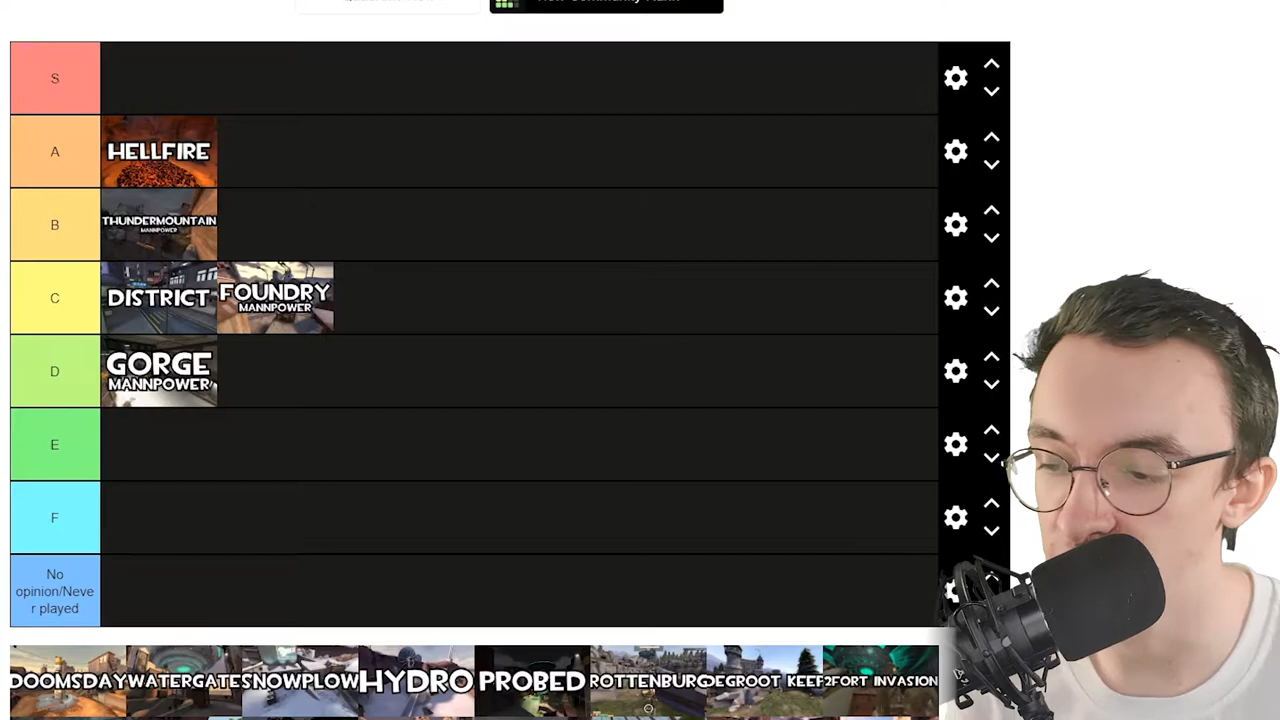 S
A
HELLFIRE
B
THUNDERMOUNTAIN
MANNPOWER
C
DISTRICT
FOUNDRY
MANNPOWER
D
GORGE
MANNPOWER
E
F
No
opinion/Neve
r played
DOOMSDAY WATERGATE SNOWPLOW HYDRO PROBED ROTTENBURG DEGROOT KEEP 2FORT INVASION